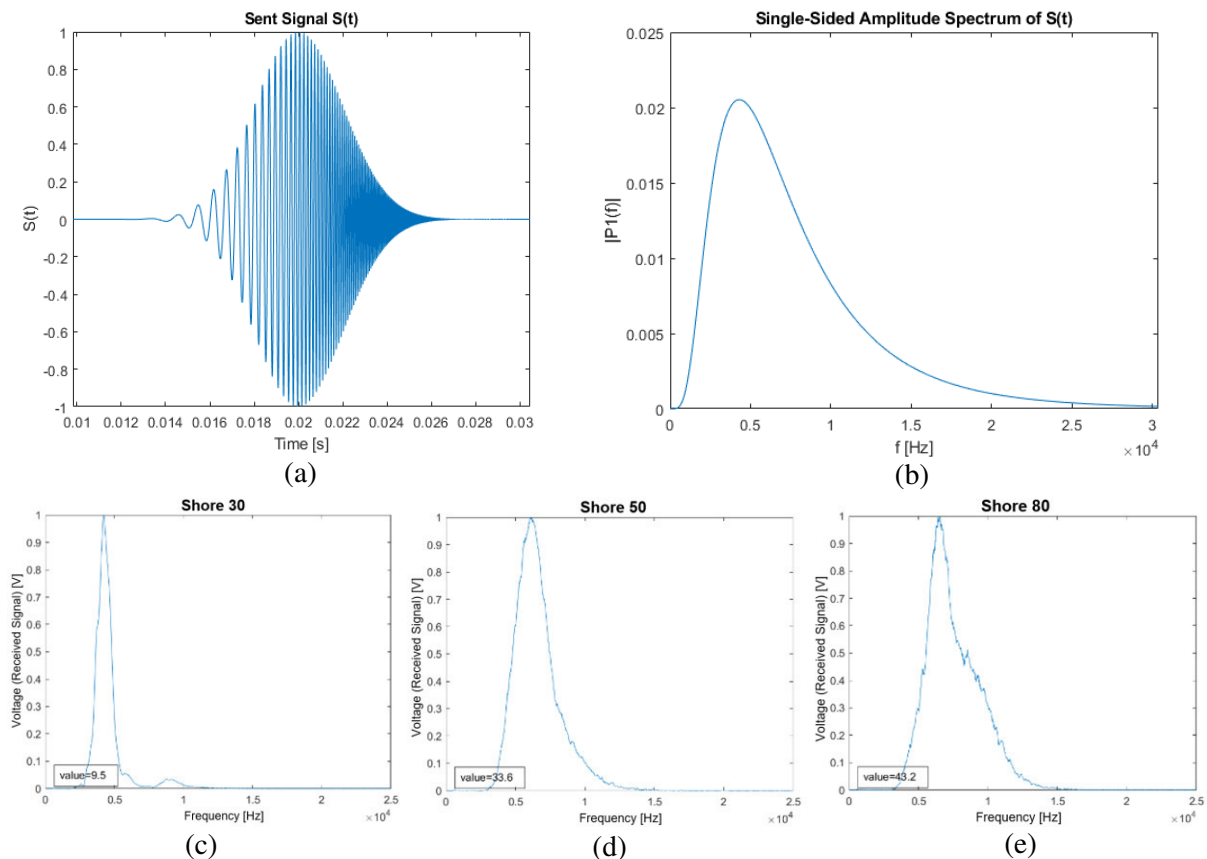 Sent Signal S(t)
1
0.8
0.6
0.4
0.2
0
-0.2
-0.4
-0.6
-0.8
-1
S(t)
0.01 0.012 0.014 0.016 0.018 0.02 0.022 0.024 0.026 0.028 0.03
Time [s]
(a)
Single-Sided Amplitude Spectrum of S(t)
0.025
0.02
0.015
0.01
0.005
0
|P1(f)|
0 0.5 1 1.5 2 2.5 3
f [Hz]
×10⁴
(b)
Shore 30
1
0.9
0.8
0.7
0.6
0.5
0.4
0.3
0.2
0.1
0
Voltage (Received Signal) [V]
value=9.5
0 0.5 1 1.5 2 2.5
Frequency [Hz]
×10⁴
(c)
Shore 50
1
0.9
0.8
0.7
0.6
0.5
0.4
0.3
0.2
0.1
0
Voltage (Received Signal) [V]
value=33.6
0 0.5 1 1.5 2 2.5
Frequency [Hz]
×10⁴
(d)
Shore 80
1
0.9
0.8
0.7
0.6
0.5
0.4
0.3
0.2
0.1
0
Voltage (Received Signal) [V]
value=43.2
0 0.5 1 1.5 2 2.5
Frequency [Hz]
×10⁴
(e)